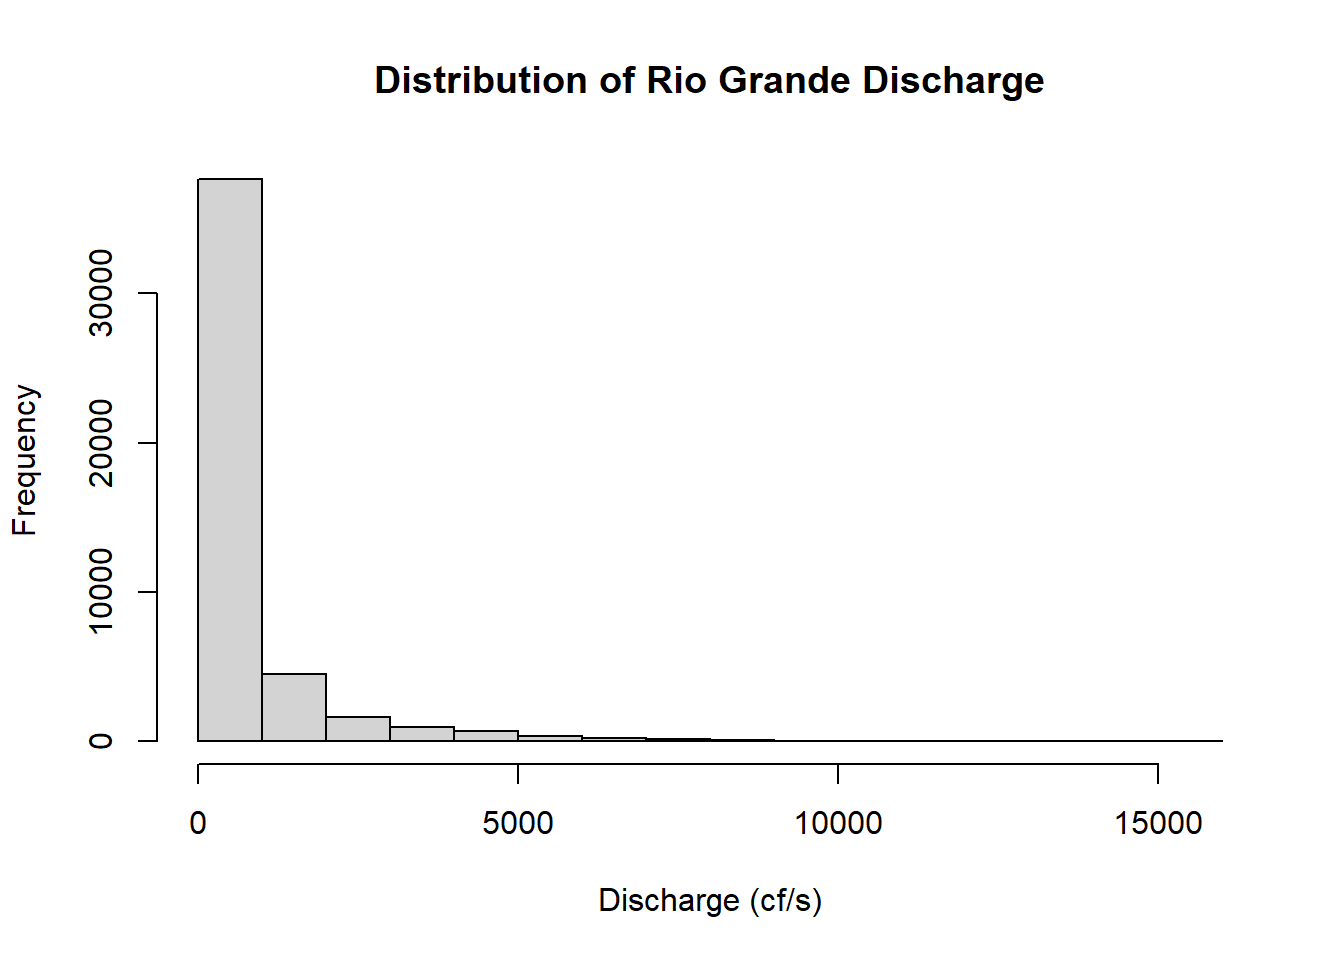 Distribution of Rio Grande Discharge
Frequency
30000
20000
10000
0
0 5000 10000 15000
Discharge (cf/s)